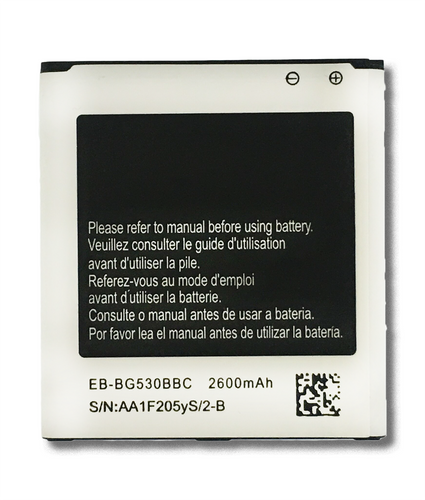 ⊖ ⊕
Please refer to manual before using battery.
Veuillez consulter le guide d'utilisation
avant d'utiliser la pile.
Referez-vous au mode d'emploi
avant d'utiliser la batterie.
Consulte o manual antes de usar a bateria.
Por favor lea el manual antes de utilizar la batería.
EB-BG530BBC 2600mAh
S/N:AA1F205yS/2-B